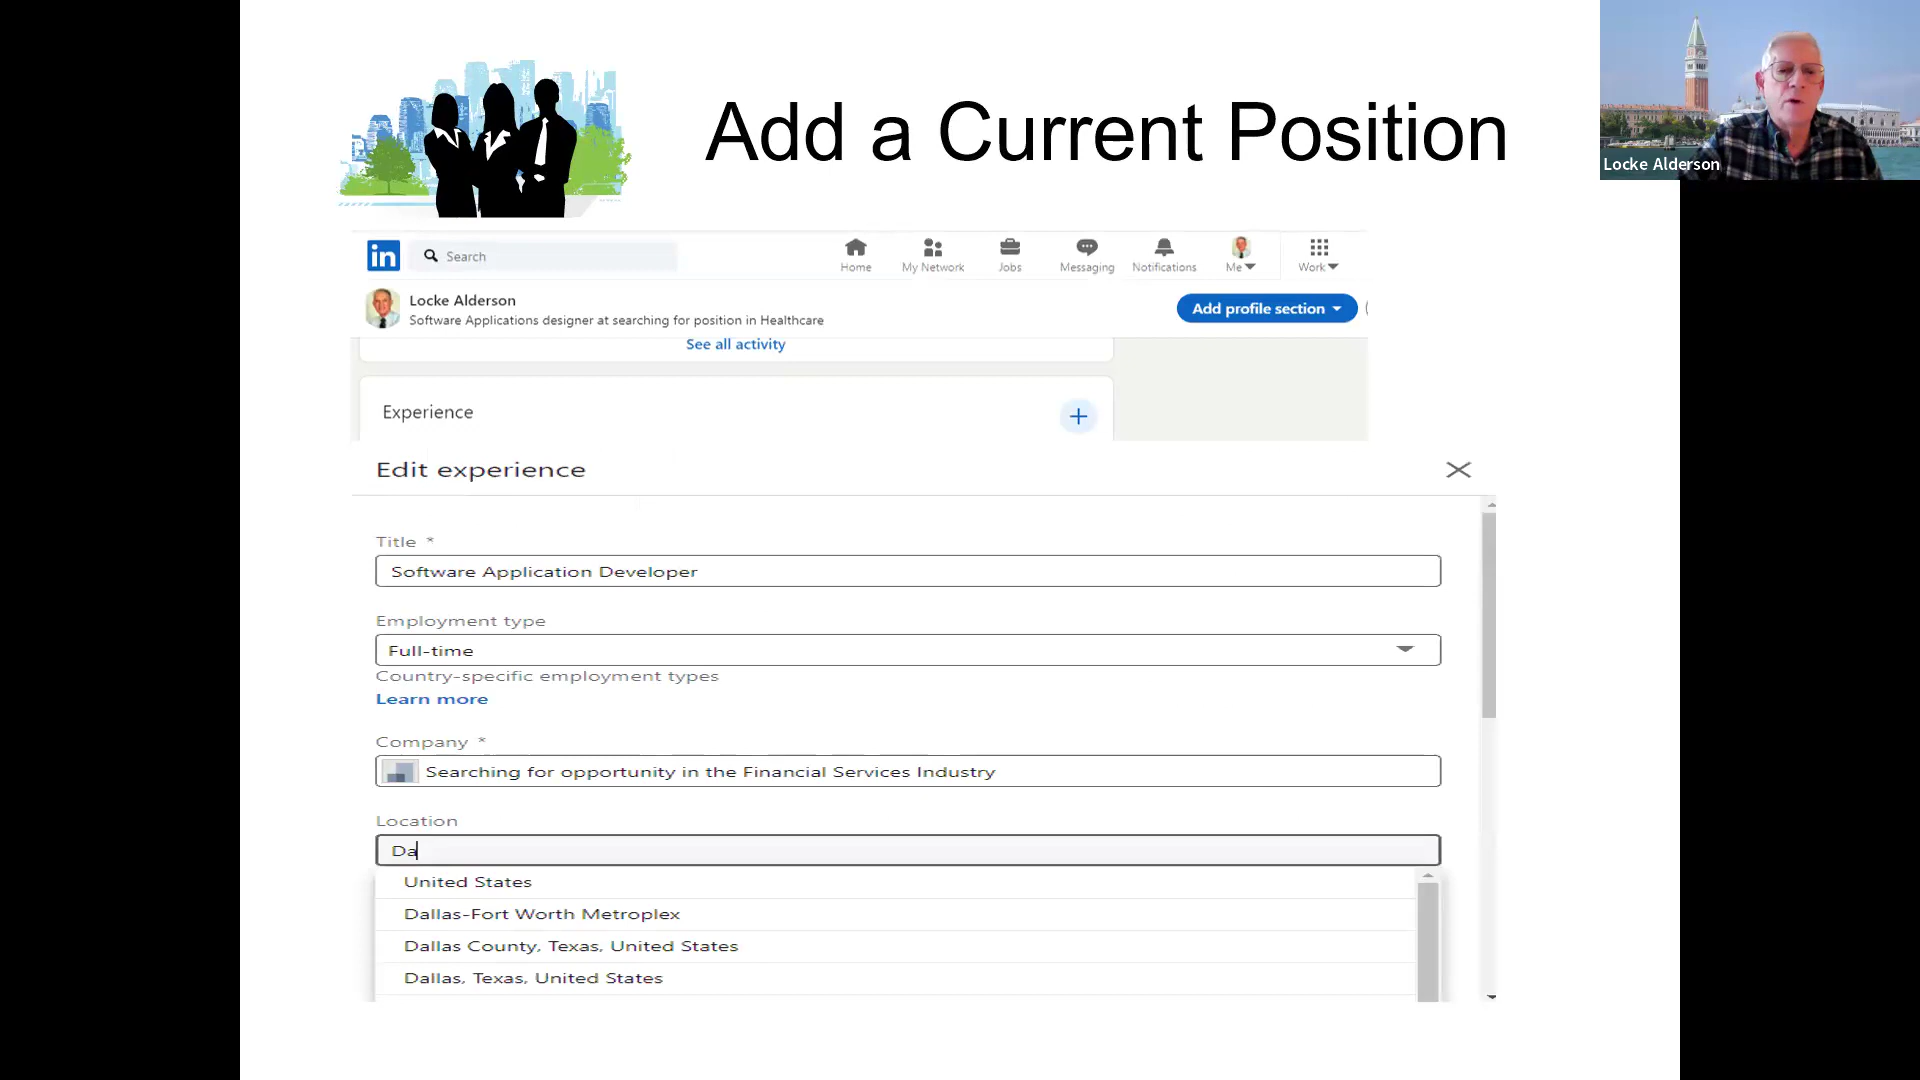 Add a Current Position
Locke Alderson
in
Search
Home
My Network
Jobs
Messaging
Notifications
Me
Work
Locke Alderson
Software Applications designer at searching for position in Healthcare
Add profile section
See all activity
Experience
Edit experience
Title *
Software Application Developer
Employment type
Full-time
Country-specific employment types
Learn more
Company *
Searching for opportunity in the Financial Services Industry
Location
Da
United States
Dallas-Fort Worth Metroplex
Dallas County, Texas, United States
Dallas, Texas, United States